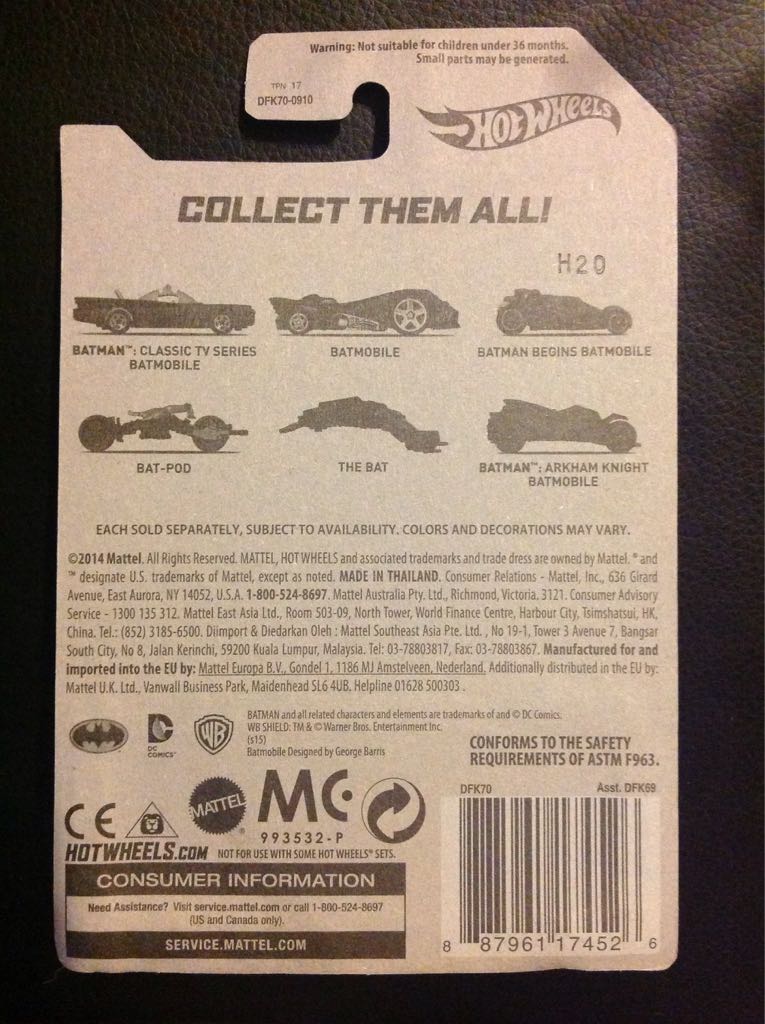 Warning: Not suitable for children under 36 months.
Small parts may be generated.
TPN 17
DFK70-0910
HOT WHEELS
COLLECT THEM ALL!
H20
BATMAN™: CLASSIC TV SERIES
BATMOBILE
BATMOBILE
BATMAN BEGINS BATMOBILE
BAT-POD
THE BAT
BATMAN™: ARKHAM KNIGHT
BATMOBILE
EACH SOLD SEPARATELY, SUBJECT TO AVAILABILITY. COLORS AND DECORATIONS MAY VARY.
©2014 Mattel. All Rights Reserved. MATTEL, HOT WHEELS and associated trademarks and trade dress are owned by Mattel. ® and
™ designate U.S. trademarks of Mattel, except as noted. MADE IN THAILAND. Consumer Relations - Mattel, Inc., 636 Girard
Avenue, East Aurora, NY 14052, U.S.A. 1-800-524-8697. Mattel Australia Pty. Ltd., Richmond, Victoria. 3121. Consumer Advisory
Service - 1300 135 312. Mattel East Asia Ltd., Room 503-09, North Tower, World Finance Centre, Harbour City, Tsimshatsui, HK,
China. Tel.: (852) 3185-6500. Diimport & Diedarkan Oleh : Mattel Southeast Asia Pte. Ltd. , No 19-1, Tower 3 Avenue 7, Bangsar
South City, No 8, Jalan Kerinchi, 59200 Kuala Lumpur, Malaysia. Tel: 03-78803817, Fax: 03-78803867. Manufactured for and
imported into the EU by: Mattel Europa B.V., Gondel 1, 1186 MJ Amstelveen, Nederland. Additionally distributed in the EU by:
Mattel U.K. Ltd., Vanwall Business Park, Maidenhead SL6 4UB. Helpline 01628 500303 .
DC
COMICS™
WB
BATMAN and all related characters and elements are trademarks of and © DC Comics.
WB SHIELD: TM & © Warner Bros. Entertainment Inc.
(s15)
Batmobile Designed by George Barris
CONFORMS TO THE SAFETY
REQUIREMENTS OF ASTM F963.
CE
MATTEL
MC
993532-P
HOTWHEELS.COM NOT FOR USE WITH SOME HOT WHEELS® SETS.
CONSUMER INFORMATION
Need Assistance? Visit service.mattel.com or call 1-800-524-8697
(US and Canada only).
SERVICE.MATTEL.COM
DFK70 Asst. DFK69
8 87961 17452 6